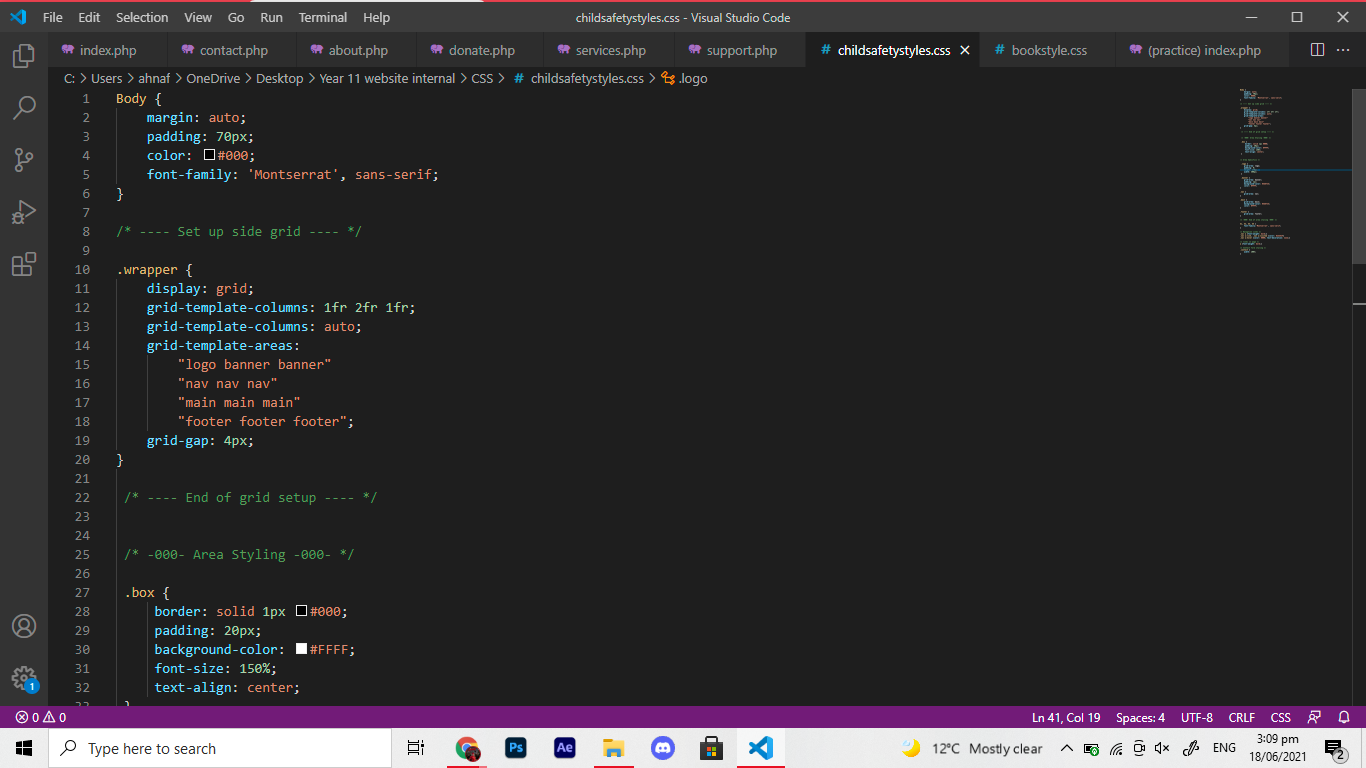 File Edit Selection View Go Run Terminal Help childsafetystyles.css - Visual Studio Code
index.php contact.php about.php donate.php services.php support.php # childsafetystyles.css # bookstyle.css (practice) index.php
C: > Users > ahnaf > OneDrive > Desktop > Year 11 website internal > CSS > # childsafetystyles.css > .logo
1 Body {
2 margin: auto;
3 padding: 70px;
4 color: #000;
5 font-family: 'Montserrat', sans-serif;
6 }
7
8 /* ---- Set up side grid ---- */
9
10 .wrapper {
11 display: grid;
12 grid-template-columns: 1fr 2fr 1fr;
13 grid-template-columns: auto;
14 grid-template-areas:
15 "logo banner banner"
16 "nav nav nav"
17 "main main main"
18 "footer footer footer";
19 grid-gap: 4px;
20 }
21
22 /* ---- End of grid setup ---- */
23
24
25 /* -000- Area Styling -000- */
26
27 .box {
28 border: solid 1px #000;
29 padding: 20px;
30 background-color: #FFFF;
31 font-size: 150%;
32 text-align: center;
33 }
0 0 Ln 41, Col 19 Spaces: 4 UTF-8 CRLF CSS
1
Type here to search Ps Ae 12°C Mostly clear ENG 3:09 pm
18/06/2021 2